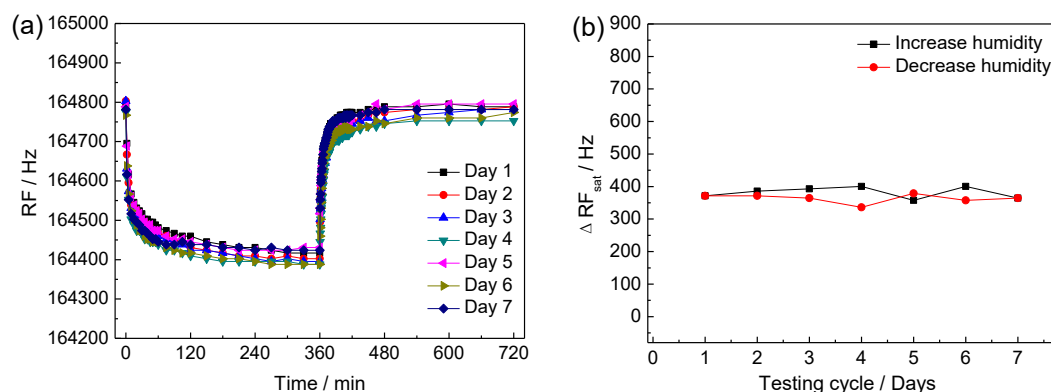 (a)
165000
164900
164800
164700
164600
164500
164400
164300
164200
RF / Hz
Day 1
Day 2
Day 3
Day 4
Day 5
Day 6
Day 7
0 120 240 360 480 600 720
Time / min
(b)
900
800
700
600
500
400
300
200
100
0
Δ RFsat / Hz
Increase humidity
Decrease humidity
0 1 2 3 4 5 6 7
Testing cycle / Days